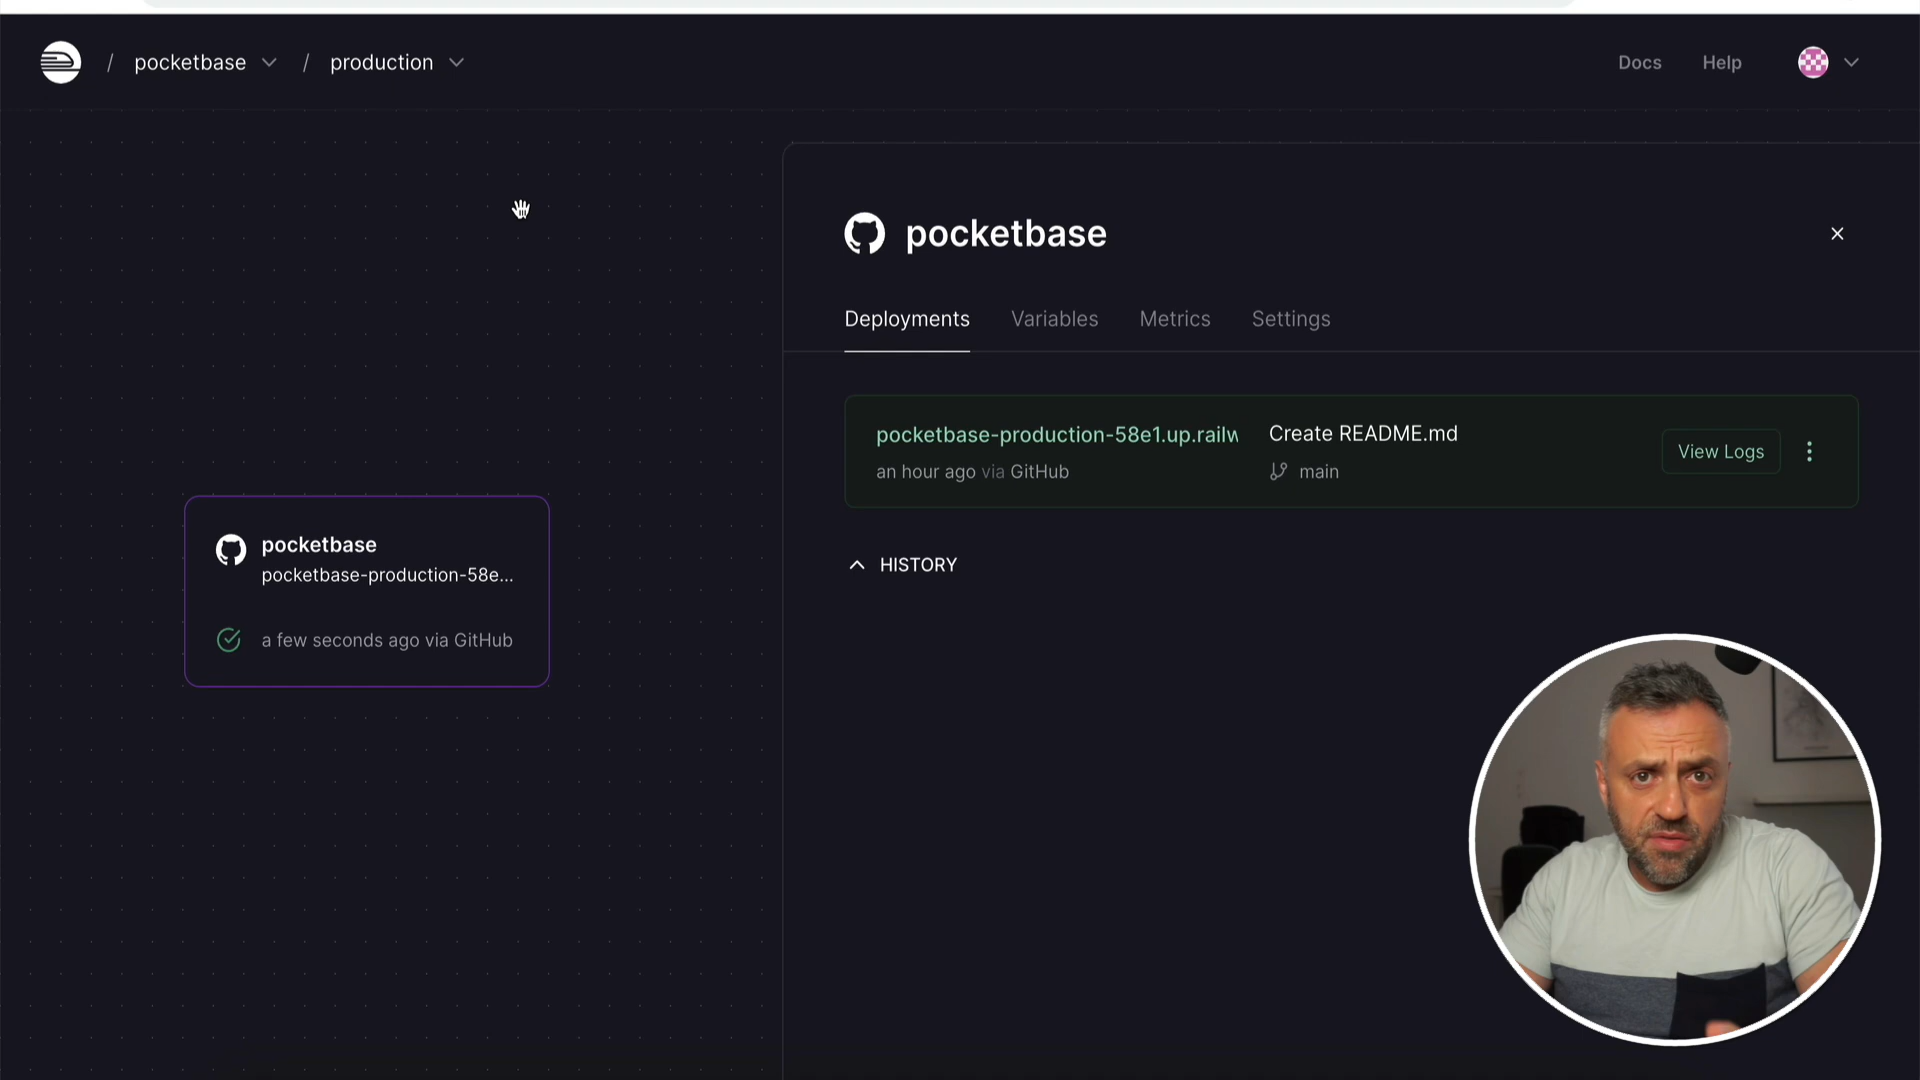 / pocketbase / production
Docs Help
pocketbase
Deployments Variables Metrics Settings
pocketbase-production-58e1.up.railw
Create README.md
View Logs
an hour ago via GitHub
main
HISTORY
pocketbase
pocketbase-production-58e...
a few seconds ago via GitHub